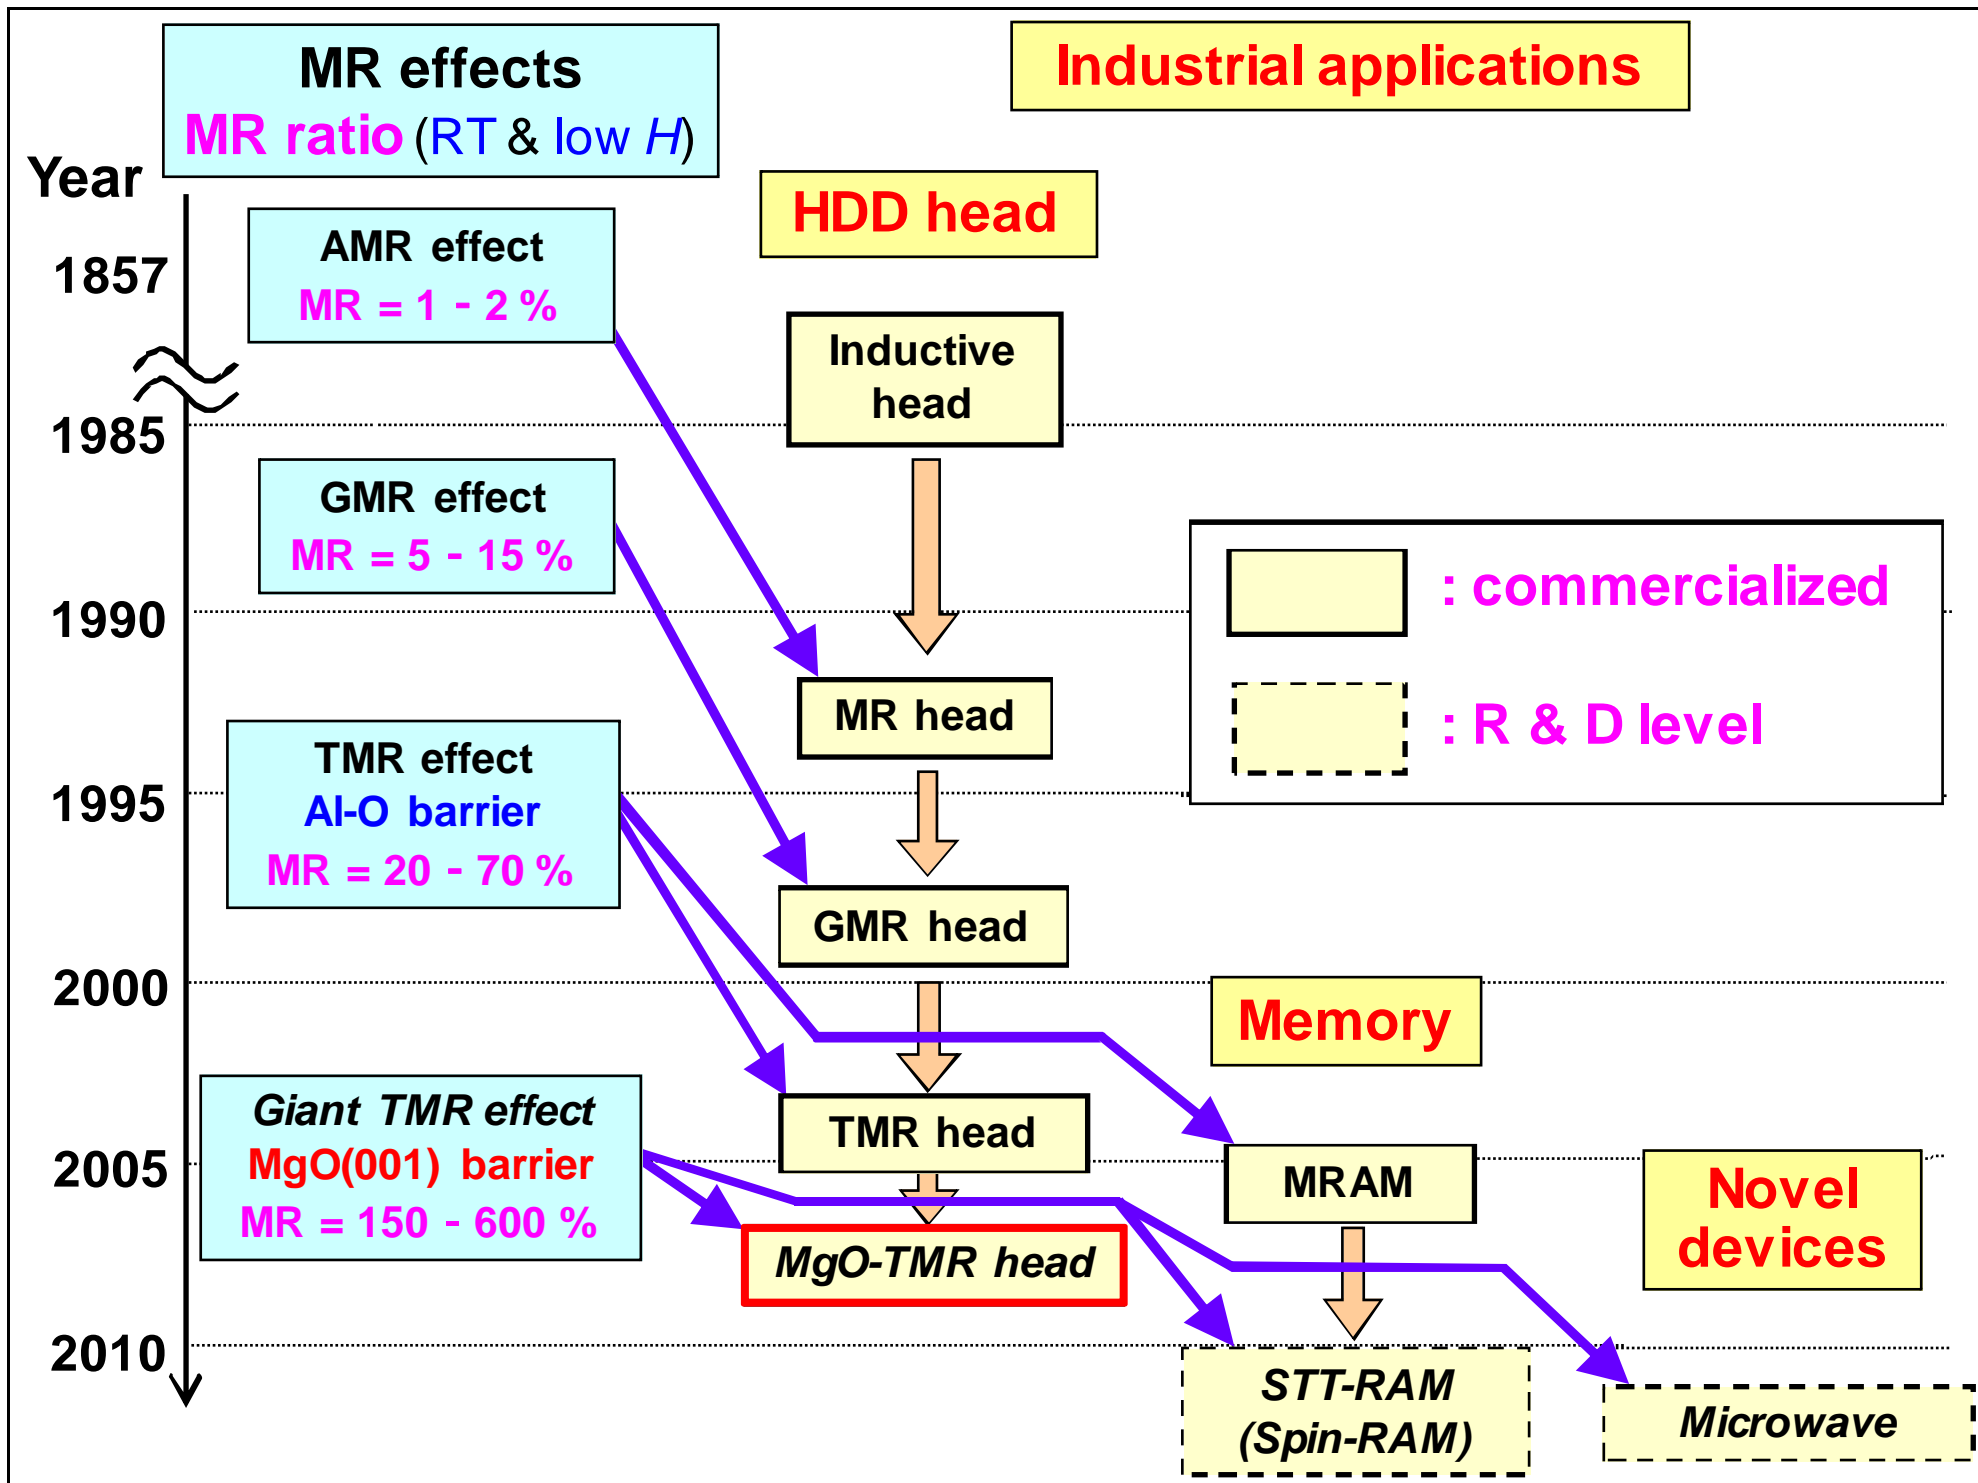 MR effects
MR ratio (RT & low H)
Industrial applications
Year
HDD head
AMR effect
MR = 1 - 2 %
1857
Inductive
head
1985
GMR effect
MR = 5 - 15 %
: commercialized
1990
MR head
: R & D level
TMR effect
Al-O barrier
MR = 20 - 70 %
1995
GMR head
2000
Memory
Giant TMR effect
MgO(001) barrier
MR = 150 - 600 %
TMR head
2005
MRAM
Novel
devices
MgO-TMR head
2010
STT-RAM
(Spin-RAM)
Microwave